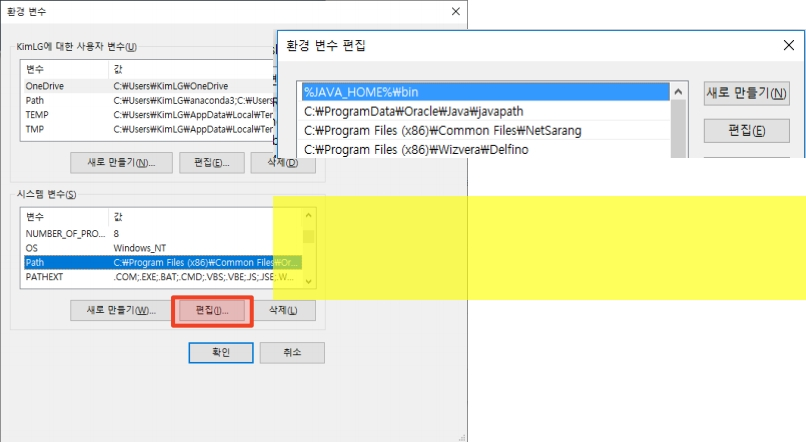 환경 변수
KimLG에 대한 사용자 변수(U)
변수 값
OneDrive C:₩Users₩KimLG₩OneDrive
Path C:₩Users₩KimLG₩anaconda3;C:₩Users
TEMP C:₩Users₩KimLG₩AppData₩Local₩Ter
TMP C:₩Users₩KimLG₩AppData₩Local₩Ter
새로 만들기(N)... 편집(E)... 삭제(D)
환경 변수 편집
%JAVA_HOME%₩bin
C:₩ProgramData₩Oracle₩Java₩javapath
C:₩Program Files (x86)₩Common Files₩NetSarang
C:₩Program Files (x86)₩Wizvera₩Delfino
새로 만들기(N)
편집(E)
시스템 변수(S)
변수 값
NUMBER_OF_PRO... 8
OS Windows_NT
Path C:₩Program Files (x86)₩Common Files₩Or...
PATHEXT .COM;.EXE;.BAT;.CMD;.VBS;.VBE;.JS;.JSE;.W...
새로 만들기(W)... 편집(I)... 삭제(L)
확인 취소